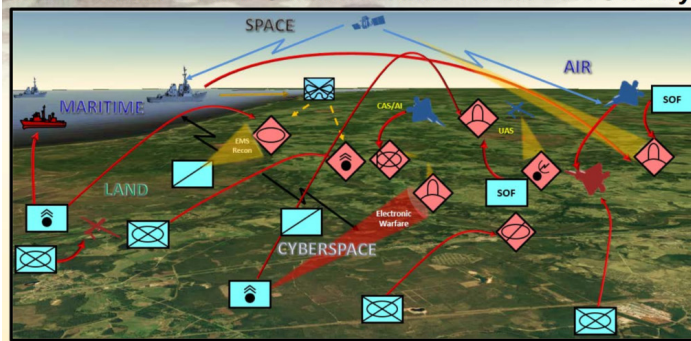 SPACE
AIR
MARITIME
SOF
CAS/AI
EMS
Recon
UAS
LAND
SOF
Electronic
Warfare
CYBERSPACE